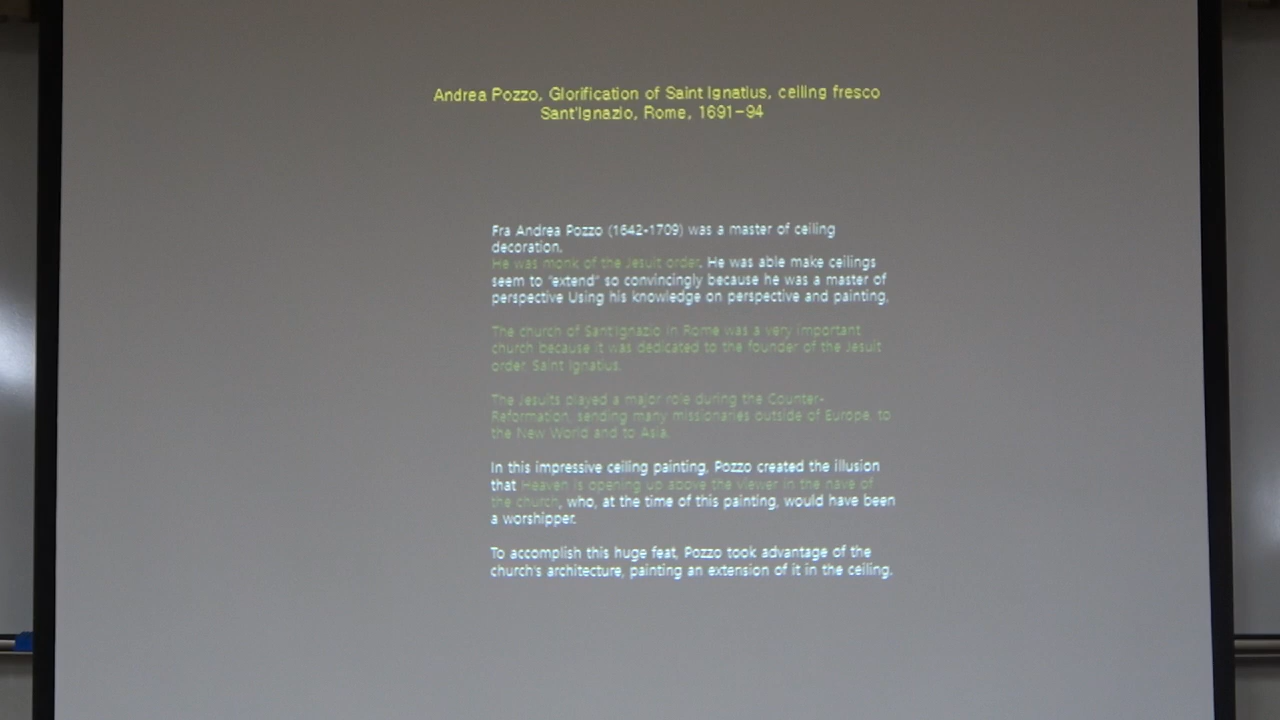 Andrea Pozzo, Glorification of Saint Ignatius, ceiling fresco
Sant'Ignazio, Rome, 1691-94
Fra Andrea Pozzo (1642-1709) was a master of ceiling
decoration.
He was monk of the Jesuit order. He was able make ceilings
seem to "extend" so convincingly because he was a master of
perspective Using his knowledge on perspective and painting,
The church of Sant'Ignazio in Rome was a very important
church because it was dedicated to the founder of the Jesuit
order Saint Ignatius.
The Jesuits played a major role during the Counter-
Reformation, sending many missionaries outside of Europe, to
the New World and to Asia.
In this impressive ceiling painting, Pozzo created the illusion
that Heaven is opening up above the viewer in the nave of
the church, who, at the time of this painting, would have been
a worshipper.
To accomplish this huge feat, Pozzo took advantage of the
church's architecture, painting an extension of it in the ceiling.